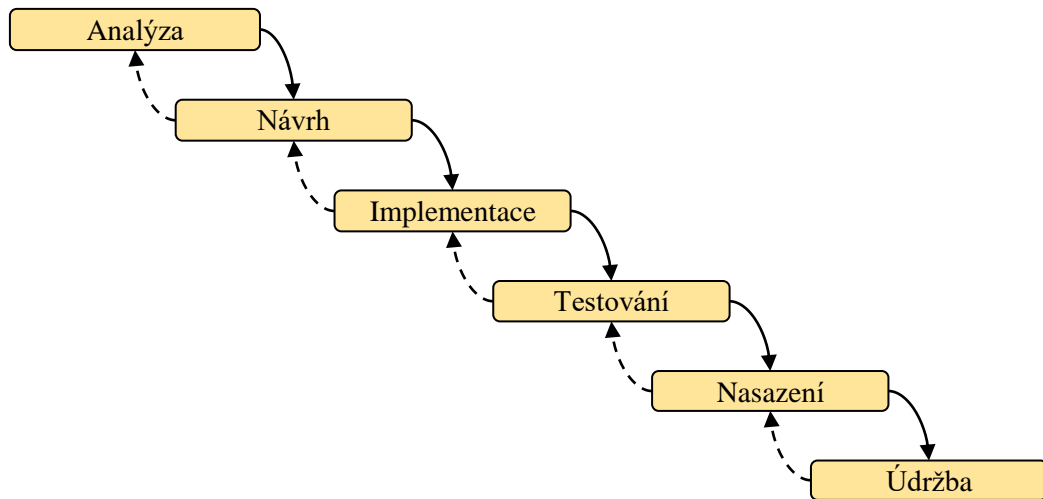 Analýza
Návrh
Implementace
Testování
Nasazení
Údržba